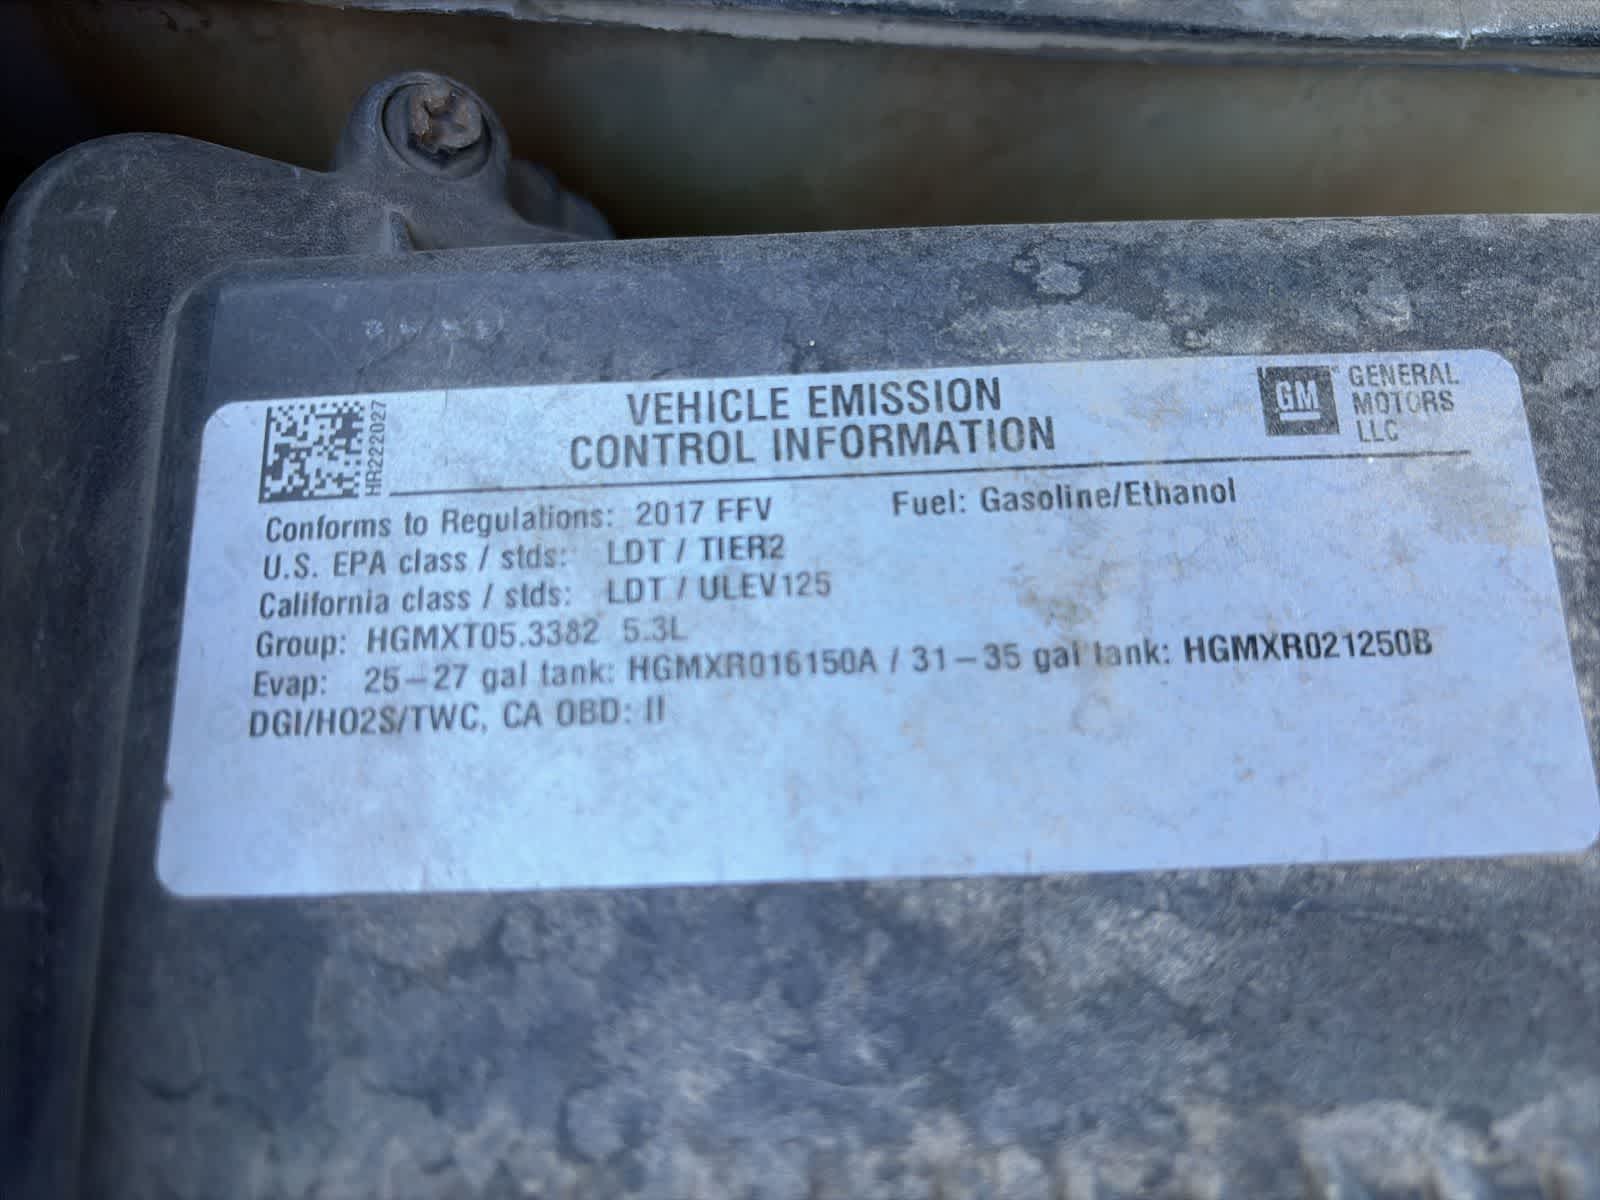 HR222027
VEHICLE EMISSION
CONTROL INFORMATION
GM
GENERAL
MOTORS
LLC
Conforms to Regulations: 2017 FFV Fuel: Gasoline/Ethanol
U.S. EPA class / stds: LDT / TIER2
California class / stds: LDT / ULEV125
Group: HGMXT05.3382 5.3L
Evap: 25–27 gal tank: HGMXR016150A / 31–35 gal tank: HGMXR021250B
DGI/HO2S/TWC, CA OBD: II